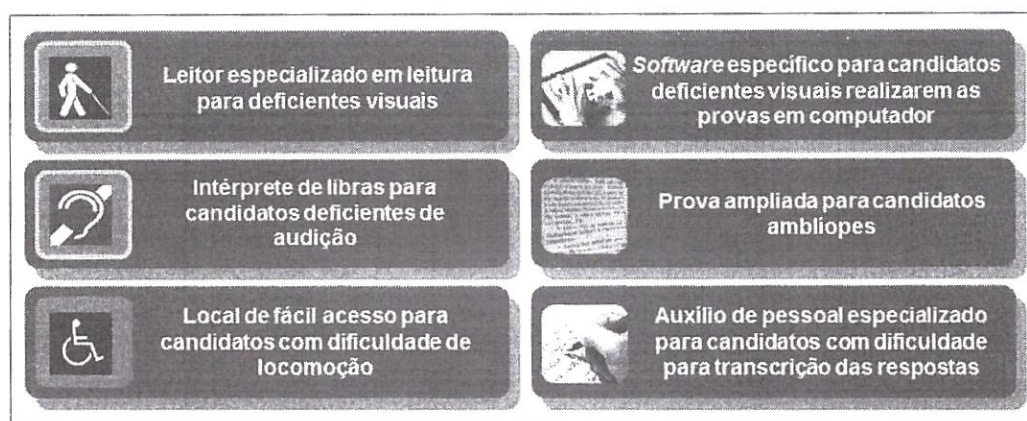 Leitor especializado em leitura
para deficientes visuais
Software específico para candidatos
deficientes visuais realizarem as
provas em computador
Intérprete de libras para
candidatos deficientes de
audição
Prova ampliada para candidatos
amblíopes
Local de fácil acesso para
candidatos com dificuldade de
locomoção
Auxílio de pessoal especializado
para candidatos com dificuldade
para transcrição das respostas